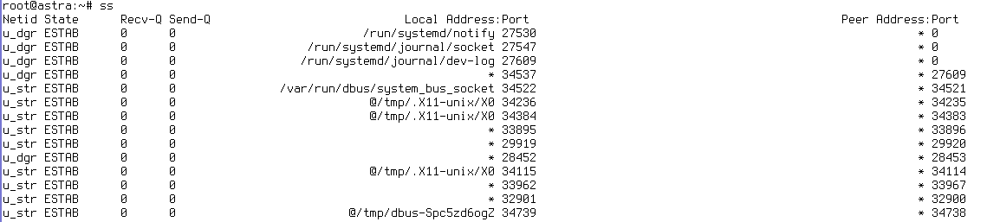 root@astra:~# ss
Netid State Recv-Q Send-Q Local Address:Port Peer Address:Port
u_dgr ESTAB 0 0 /run/systemd/notify 27530 * 0
u_dgr ESTAB 0 0 /run/systemd/journal/socket 27547 * 0
u_dgr ESTAB 0 0 /run/systemd/journal/dev-log 27609 * 0
u_dgr ESTAB 0 0 * 34537 * 27609
u_str ESTAB 0 0 /var/run/dbus/system_bus_socket 34522 * 34521
u_str ESTAB 0 0 @/tmp/.X11-unix/X0 34236 * 34235
u_str ESTAB 0 0 @/tmp/.X11-unix/X0 34384 * 34383
u_str ESTAB 0 0 * 33895 * 33896
u_str ESTAB 0 0 * 29919 * 29920
u_dgr ESTAB 0 0 * 28452 * 28453
u_str ESTAB 0 0 @/tmp/.X11-unix/X0 34115 * 34114
u_str ESTAB 0 0 * 33962 * 33967
u_str ESTAB 0 0 * 32901 * 32900
u_str ESTAB 0 0 @/tmp/dbus-Spc5zd6ogZ 34739 * 34738